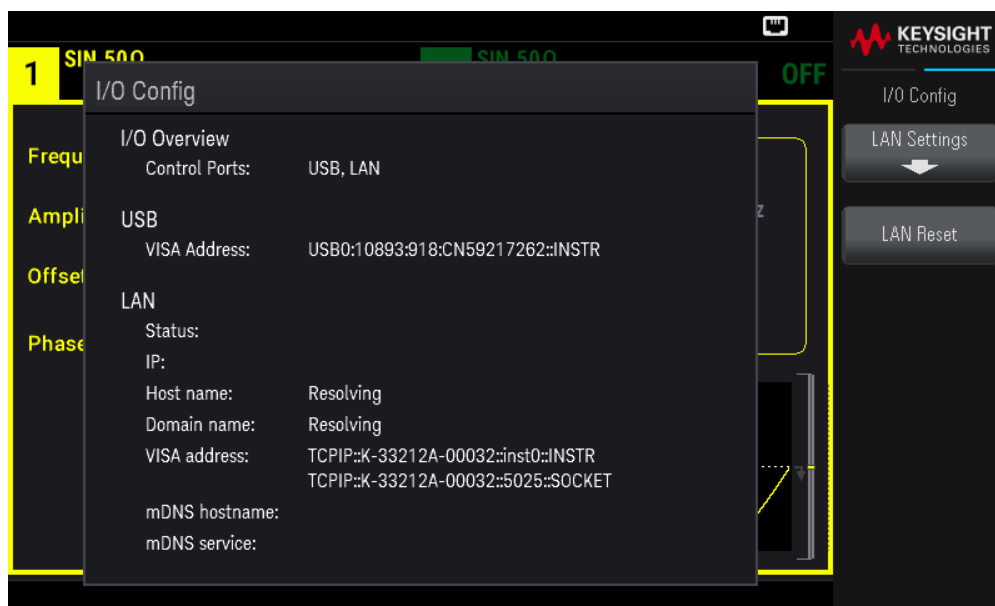 KEYSIGHT
TECHNOLOGIES
1
SIN 50Ω
SIN 50Ω
OFF
I/O Config
I/O Config
I/O Overview
Control Ports: USB, LAN
LAN Settings
Frequ
Ampli
z
USB
VISA Address: USB0:10893:918:CN59217262::INSTR
LAN Reset
Offset
LAN
Status:
Phase
IP:
Host name: Resolving
Domain name: Resolving
VISA address: TCPIP::K-33212A-00032::inst0::INSTR
TCPIP::K-33212A-00032::5025::SOCKET
mDNS hostname:
mDNS service: